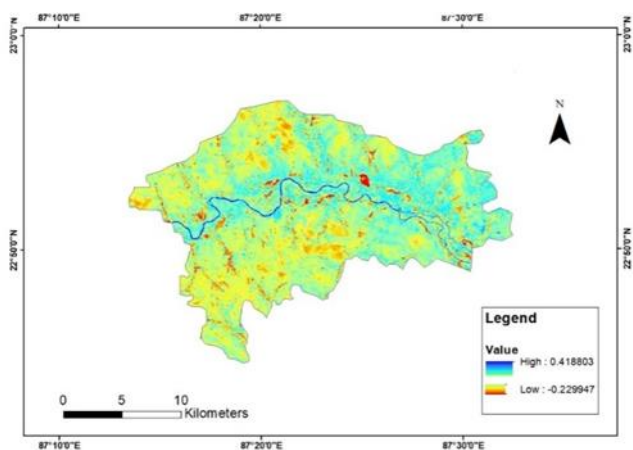 87°10'0"E
87°20'0"E
87°30'0"E
23°0'0"N
23°0'0"N
N
22°50'0"N
22°50'0"N
Legend
Value
High : 0.418803
Low : -0.229947
0 5 10
Kilometers
87°10'0"E
87°20'0"E
87°30'0"E